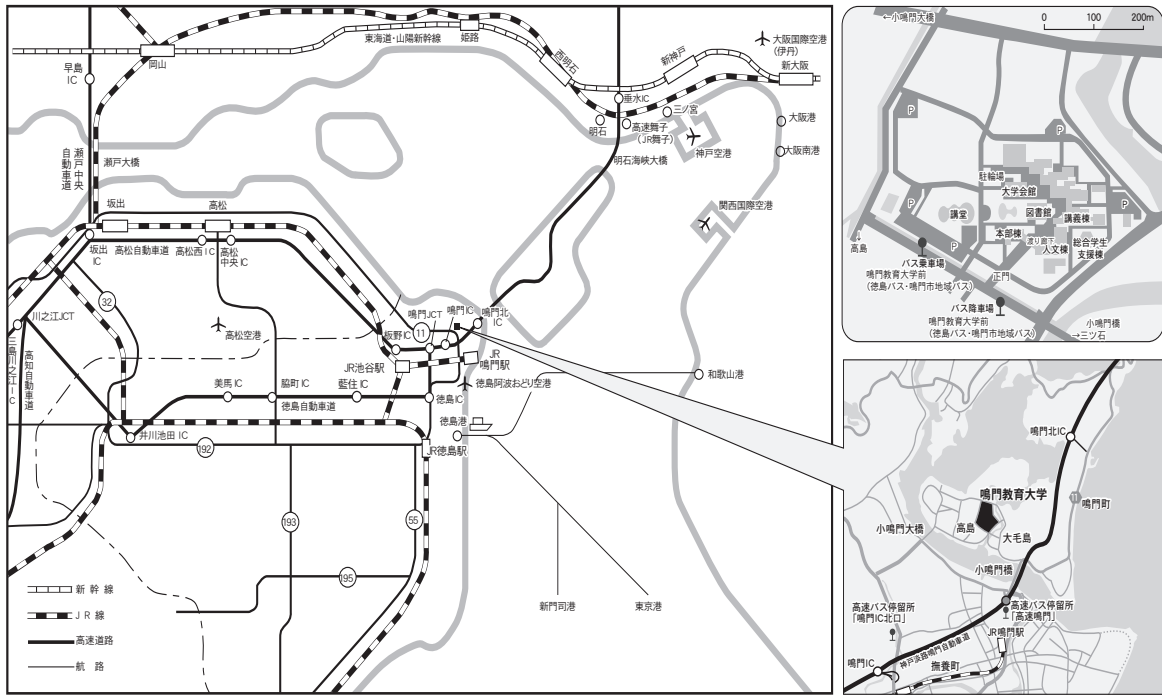 東海道・山陽新幹線
姫路
岡山
西明石
新神戸
大阪国際空港
(伊丹)
新大阪
早島
IC
垂水IC
三ノ宮
明石
高速舞子
(JR舞子)
神戸空港
大阪港
大阪南港
明石海峡大橋
瀬戸中央
自動車道
瀬戸大橋
関西国際空港
坂出
高松
坂出
IC
高松自動車道
高松西IC
高松
中央IC
32
川之江JCT
高松空港
11
鳴門JCT
鳴門IC
鳴門北
IC
板野IC
JR池谷駅
JR
鳴門駅
三島川之江IC
高知自動車道
美馬IC
脇町IC
藍住IC
徳島自動車道
徳島IC
徳島阿波おどり空港
和歌山港
井川池田IC
192
徳島港
JR徳島駅
193
55
195
新門司港
東京港
新幹線
JR線
高速道路
航路
←小鳴門大橋
0 100 200m
P
P
駐輪場
大学会館
P
P
講堂
図書館
講義棟
本部棟
渡り廊下
人文棟
総合学生
支援棟
P
↓高島
バス乗車場
鳴門教育大学前
(徳島バス・鳴門市地域バス)
正門
バス降車場
鳴門教育大学前
(徳島バス・鳴門市地域バス)
小鳴門橋
→三ツ石
鳴門北IC
鳴門教育大学
11
鳴門町
高島
小鳴門大橋
大毛島
小鳴門橋
高速バス停留所
「鳴門IC北口」
高速バス停留所
「高速鳴門」
JR鳴門駅
神戸淡路鳴門自動車道
鳴門IC
撫養町